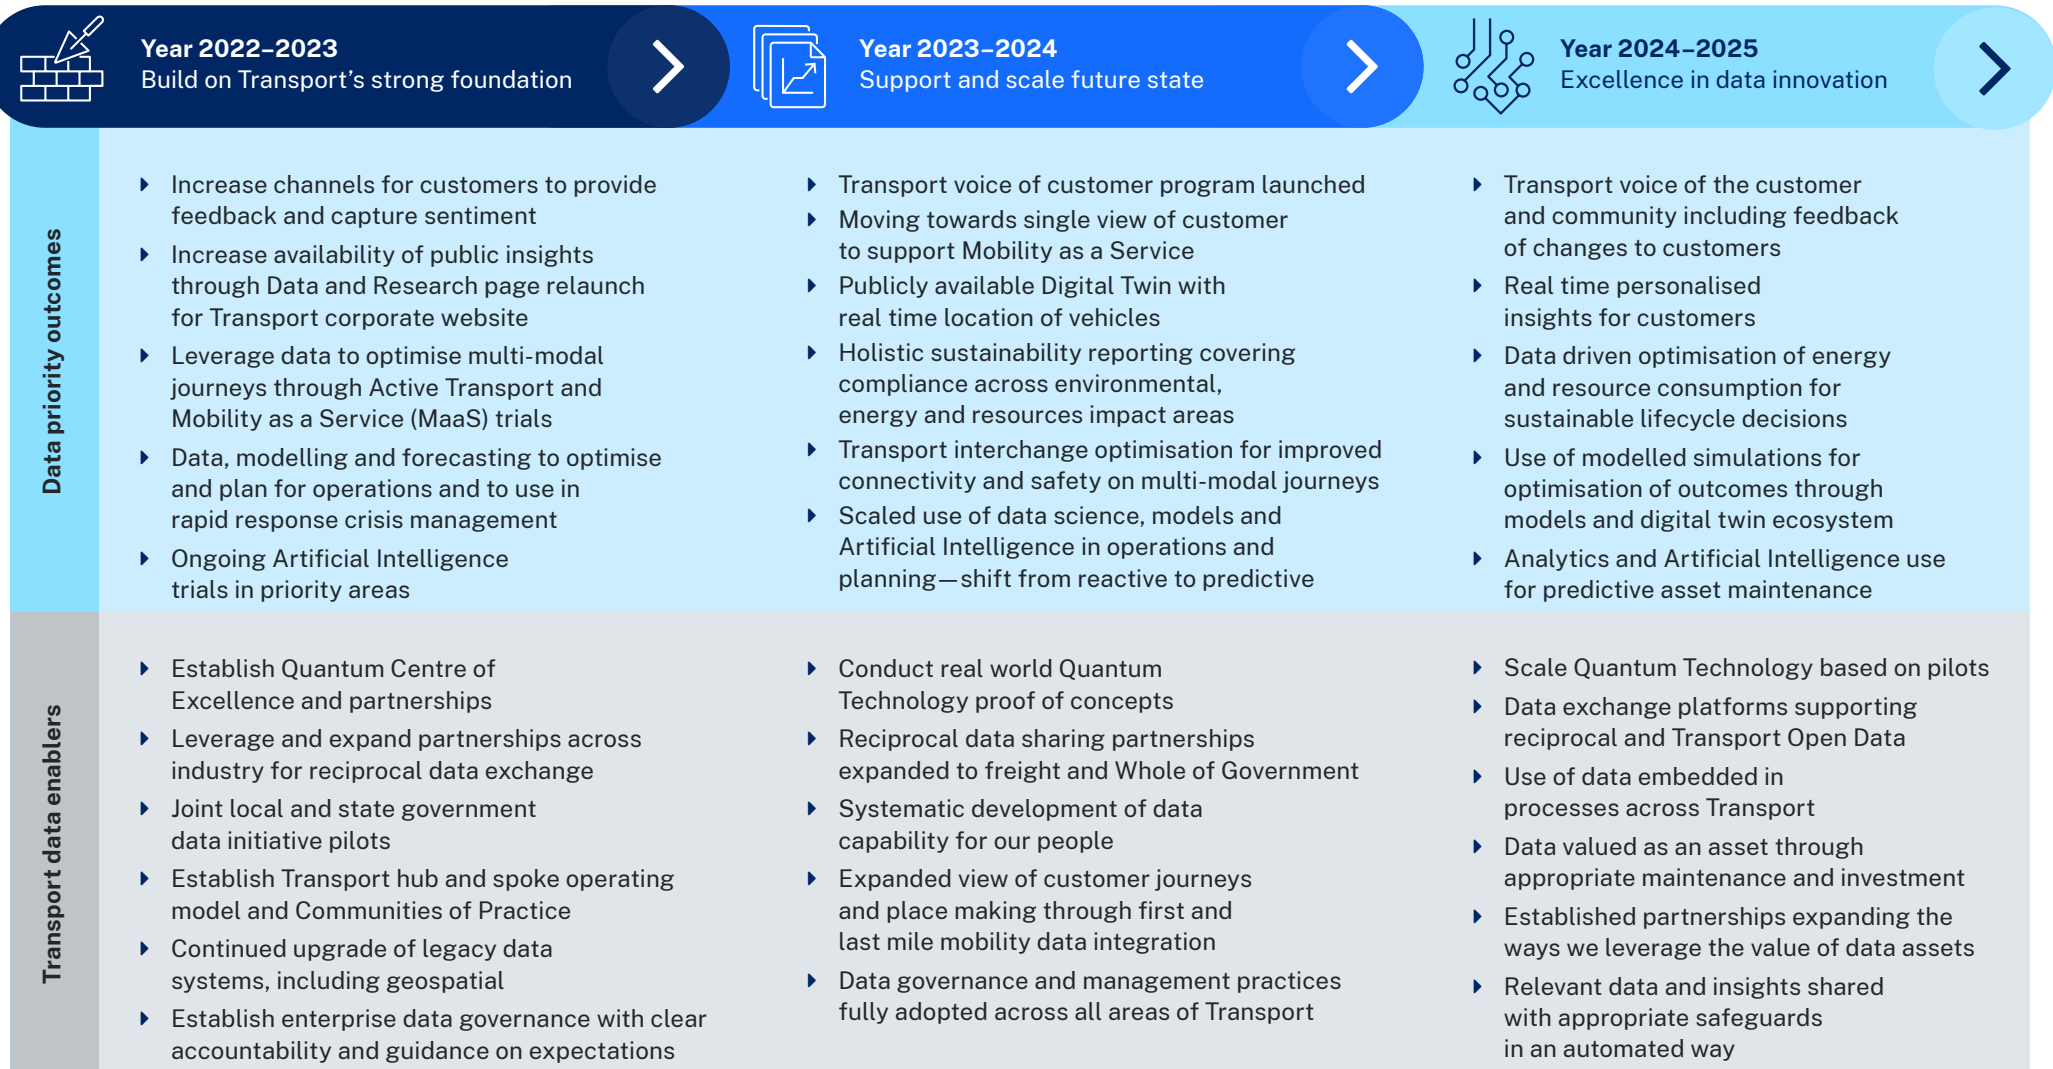 Year 2022–2023
Build on Transport's strong foundation
Year 2023–2024
Support and scale future state
Year 2024–2025
Excellence in data innovation
Data priority outcomes
Increase channels for customers to provide
feedback and capture sentiment
Increase availability of public insights
through Data and Research page relaunch
for Transport corporate website
Leverage data to optimise multi-modal
journeys through Active Transport and
Mobility as a Service (MaaS) trials
Data, modelling and forecasting to optimise
and plan for operations and to use in
rapid response crisis management
Ongoing Artificial Intelligence
trials in priority areas
Transport voice of customer program launched
Moving towards single view of customer
to support Mobility as a Service
Publicly available Digital Twin with
real time location of vehicles
Holistic sustainability reporting covering
compliance across environmental,
energy and resources impact areas
Transport interchange optimisation for improved
connectivity and safety on multi-modal journeys
Scaled use of data science, models and
Artificial Intelligence in operations and
planning—shift from reactive to predictive
Transport voice of the customer
and community including feedback
of changes to customers
Real time personalised
insights for customers
Data driven optimisation of energy
and resource consumption for
sustainable lifecycle decisions
Use of modelled simulations for
optimisation of outcomes through
models and digital twin ecosystem
Analytics and Artificial Intelligence use
for predictive asset maintenance
Transport data enablers
Establish Quantum Centre of
Excellence and partnerships
Leverage and expand partnerships across
industry for reciprocal data exchange
Joint local and state government
data initiative pilots
Establish Transport hub and spoke operating
model and Communities of Practice
Continued upgrade of legacy data
systems, including geospatial
Establish enterprise data governance with clear
accountability and guidance on expectations
Conduct real world Quantum
Technology proof of concepts
Reciprocal data sharing partnerships
expanded to freight and Whole of Government
Systematic development of data
capability for our people
Expanded view of customer journeys
and place making through first and
last mile mobility data integration
Data governance and management practices
fully adopted across all areas of Transport
Scale Quantum Technology based on pilots
Data exchange platforms supporting
reciprocal and Transport Open Data
Use of data embedded in
processes across Transport
Data valued as an asset through
appropriate maintenance and investment
Established partnerships expanding the
ways we leverage the value of data assets
Relevant data and insights shared
with appropriate safeguards
in an automated way